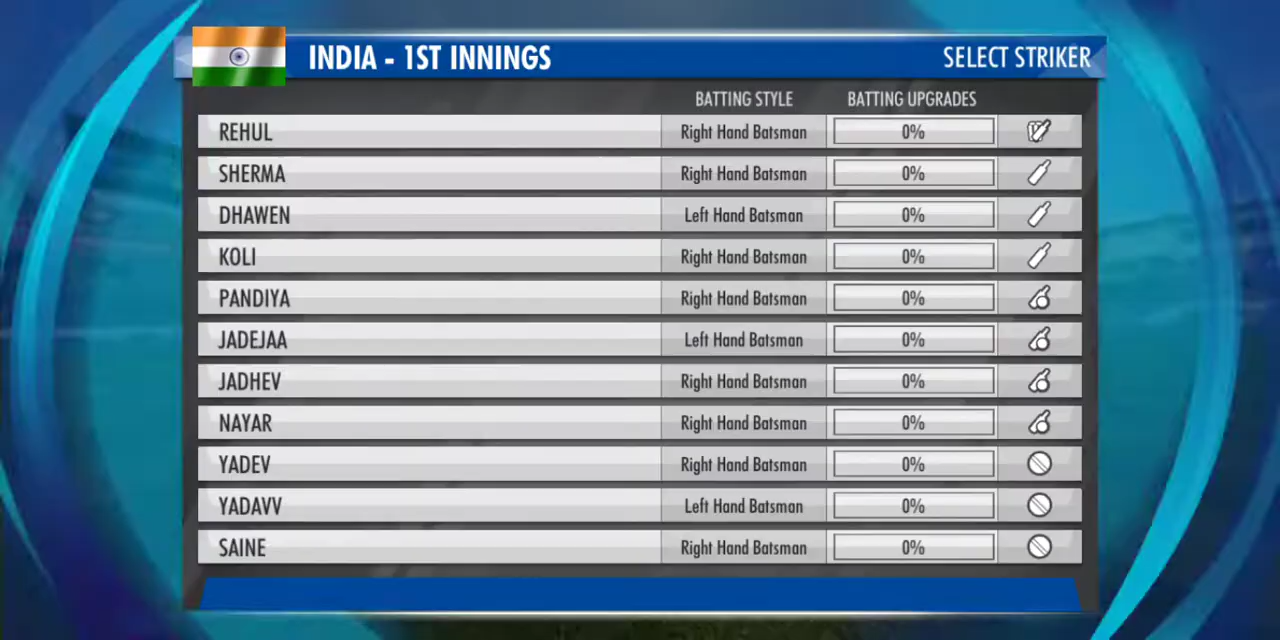 INDIA - 1ST INNINGS SELECT STRIKER
BATTING STYLE BATTING UPGRADES
REHUL Right Hand Batsman 0%
SHERMA Right Hand Batsman 0%
DHAWEN Left Hand Batsman 0%
KOLI Right Hand Batsman 0%
PANDIYA Right Hand Batsman 0%
JADEJAA Left Hand Batsman 0%
JADHEV Right Hand Batsman 0%
NAYAR Right Hand Batsman 0%
YADEV Right Hand Batsman 0%
YADAVV Left Hand Batsman 0%
SAINE Right Hand Batsman 0%